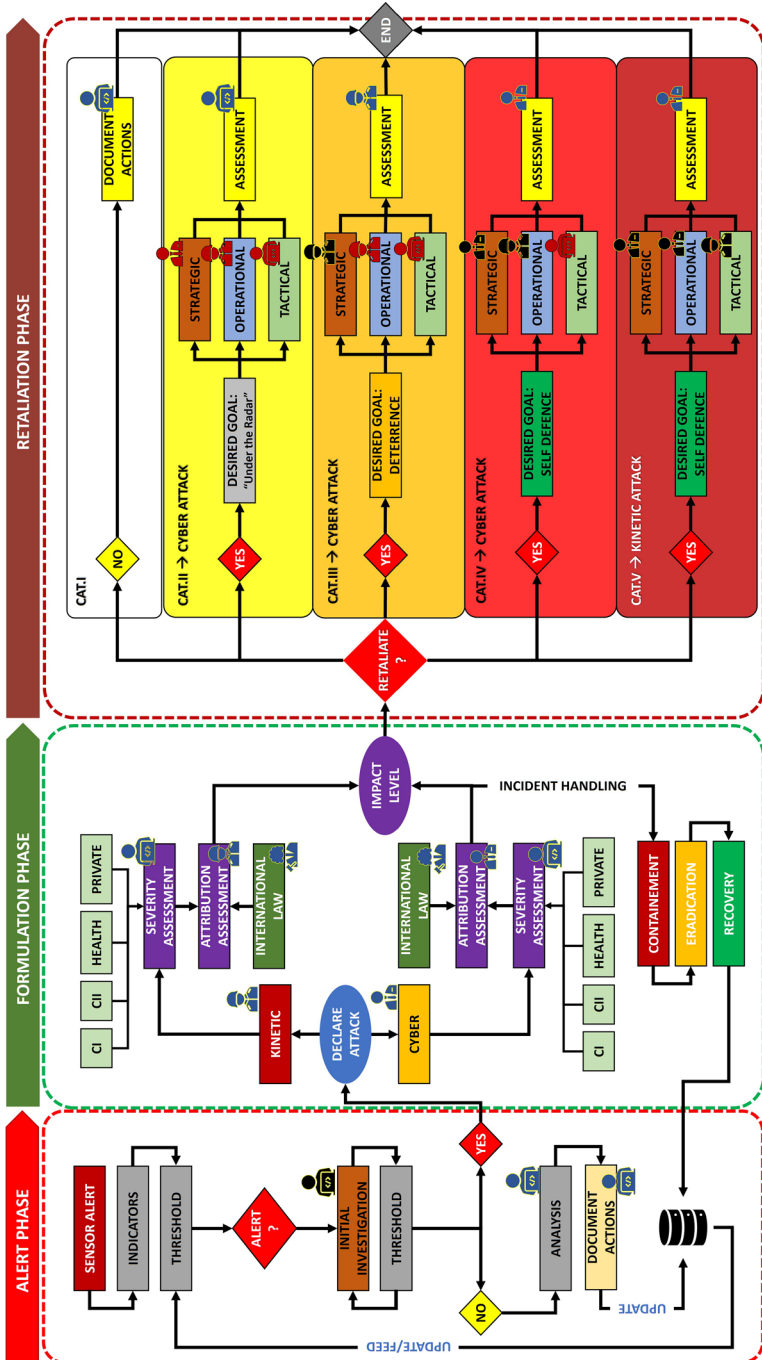 ALERT PHASE
FORMULATION PHASE
RETALIATION PHASE
SENSOR ALERT
INDICATORS
THRESHOLD
ALERT
?
INITIAL
INVESTIGATION
THRESHOLD
YES
NO
ANALYSIS
DOCUMENT
ACTIONS
UPDATE
UPDATE/FEED
CI
CII
HEALTH
PRIVATE
SEVERITY
ASSESSMENT
ATTRIBUTION
ASSESSMENT
INTERNATIONAL
LAW
KINETIC
DECLARE
ATTACK
CYBER
INTERNATIONAL
LAW
ATTRIBUTION
ASSESSMENT
SEVERITY
ASSESSMENT
CI
CII
HEALTH
PRIVATE
IMPACT
LEVEL
INCIDENT HANDLING
CONTAINEMENT
ERADICATION
RECOVERY
RETALIATE
?
CAT.I
NO
DOCUMENT
ACTIONS
CAT.II → CYBER ATTACK
YES
DESIRED GOAL:
“Under the Radar”
STRATEGIC
OPERATIONAL
TACTICAL
ASSESSMENT
CAT.III → CYBER ATTACK
YES
DESIRED GOAL:
DETERRENCE
STRATEGIC
OPERATIONAL
TACTICAL
ASSESSMENT
CAT.IV → CYBER ATTACK
YES
DESIRED GOAL:
SELF DEFENCE
STRATEGIC
OPERATIONAL
TACTICAL
ASSESSMENT
CAT.V → KINETIC ATTACK
YES
DESIRED GOAL:
SELF DEFENCE
STRATEGIC
OPERATIONAL
TACTICAL
ASSESSMENT
END